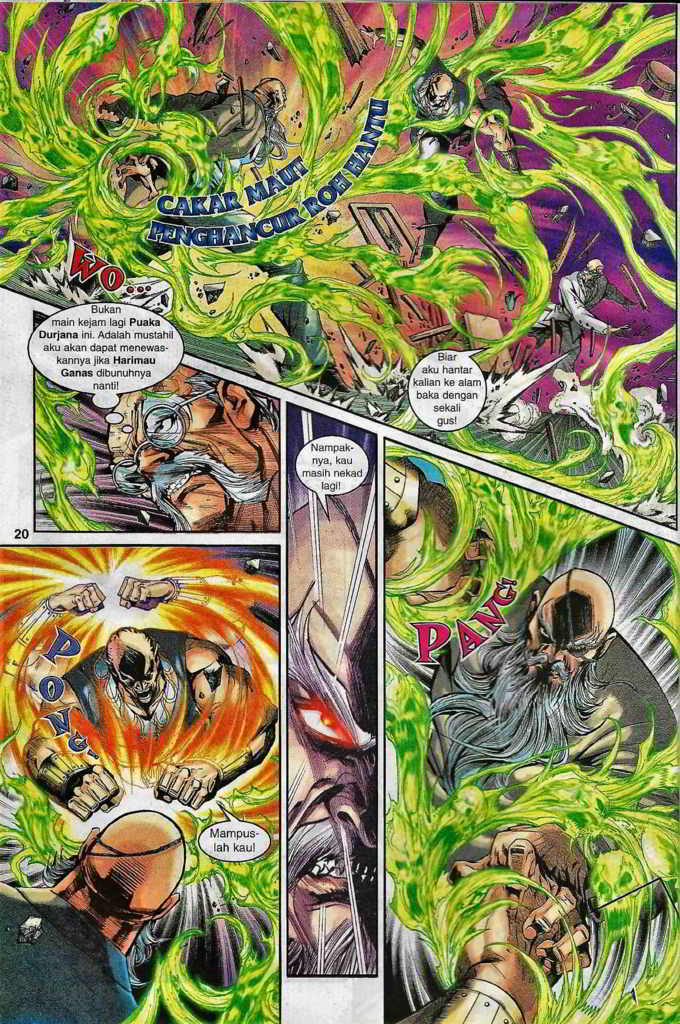 CAKAR MAUT
PENGHANCUR ROH HANTU
WO...
Bukan
main kejam lagi Puaka
Durjana ini. Adalah mustahil
aku akan dapat menewas-
kannya jika Harimau
Ganas dibunuhnya
nanti!
Biar
aku hantar
kalian ke alam
baka dengan
sekali
gus!
Nampak-
nya, kau
masih nekad
lagi!
20
PONG!
Mampus-
lah kau!
PANG!